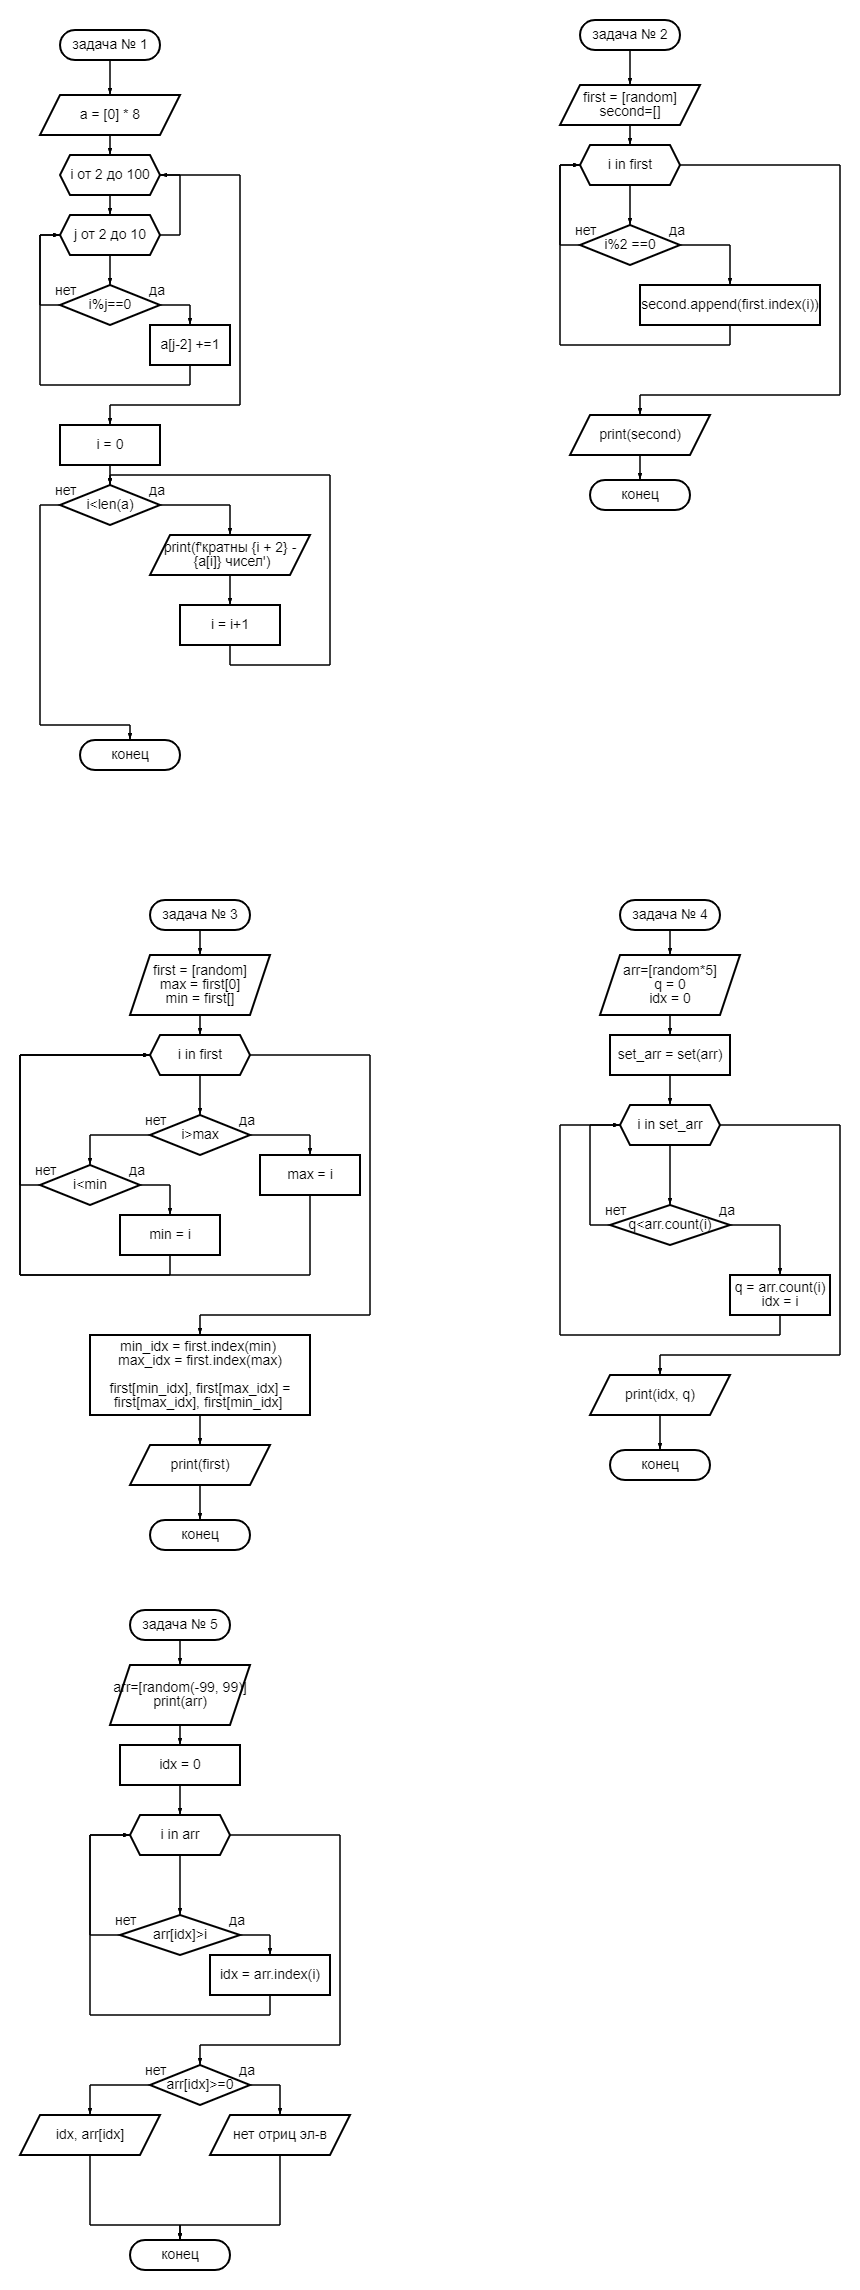 задача № 1
a = [0] * 8
i от 2 до 100
j от 2 до 10
нет
да
i%j==0
a[j-2] +=1
i = 0
нет
да
i<len(a)
print(f'кратны {i + 2} -
{a[i]} чисел')
i = i+1
конец
задача № 2
first = [random]
second=[]
i in first
нет
да
i%2 ==0
second.append(first.index(i))
print(second)
конец
задача № 3
first = [random]
max = first[0]
min = first[]
i in first
нет
да
i>max
нет
да
i<min
max = i
min = i
min_idx = first.index(min)
max_idx = first.index(max)
first[min_idx], first[max_idx] =
first[max_idx], first[min_idx]
print(first)
конец
задача № 4
arr=[random*5]
q = 0
idx = 0
set_arr = set(arr)
i in set_arr
нет
да
q<arr.count(i)
q = arr.count(i)
idx = i
print(idx, q)
конец
задача № 5
arr=[random(-99, 99)]
print(arr)
idx = 0
i in arr
нет
да
arr[idx]>i
idx = arr.index(i)
нет
да
arr[idx]>=0
idx, arr[idx]
нет отриц эл-в
конец